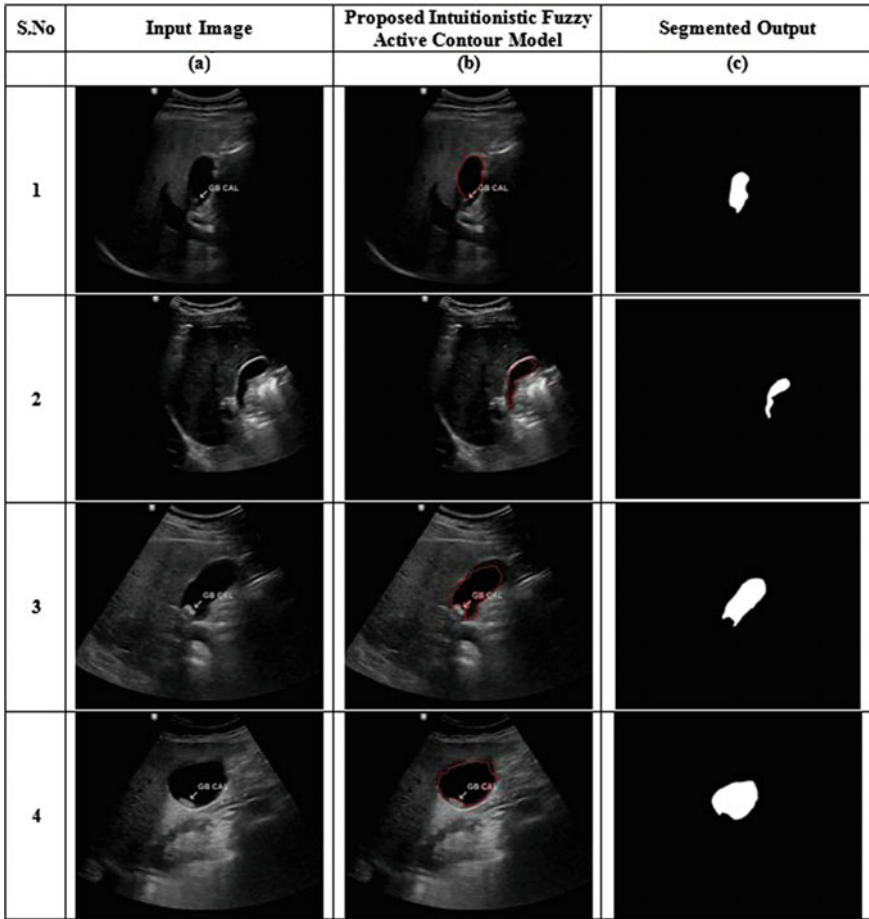 S.No Input Image Proposed Intuitionistic Fuzzy Active Contour Model Segmented Output
(a) (b) (c)
1
GB CAL
GB CAL
2
3
GB CAL
GB CAL
4
GB CAL
GB CAL